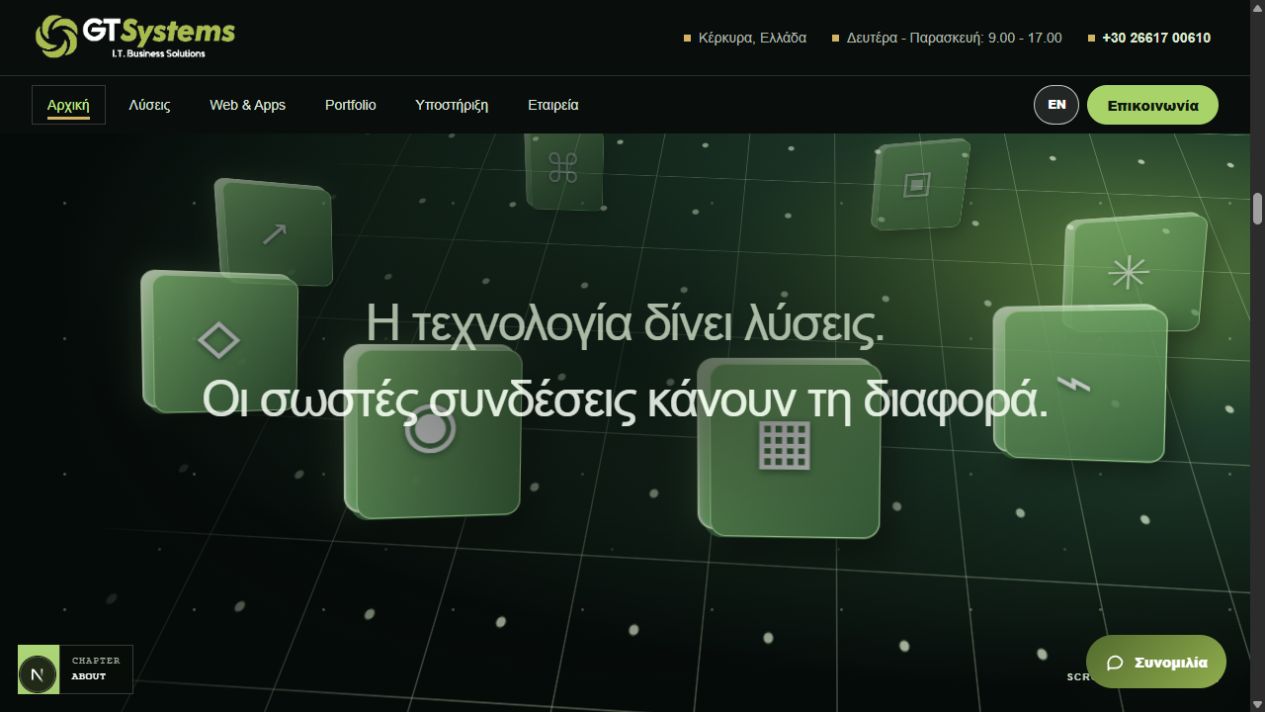 GTSystems
I.T. Business Solutions
Κέρκυρα, Ελλάδα
Δευτέρα - Παρασκευή: 9.00 - 17.00
+30 26617 00610
Αρχική
Λύσεις
Web & Apps
Portfolio
Υποστήριξη
Εταιρεία
EN
Επικοινωνία
Η τεχνολογία δίνει λύσεις.
Οι σωστές συνδέσεις κάνουν τη διαφορά.
N
CHAPTER
ABOUT
Συνομιλία